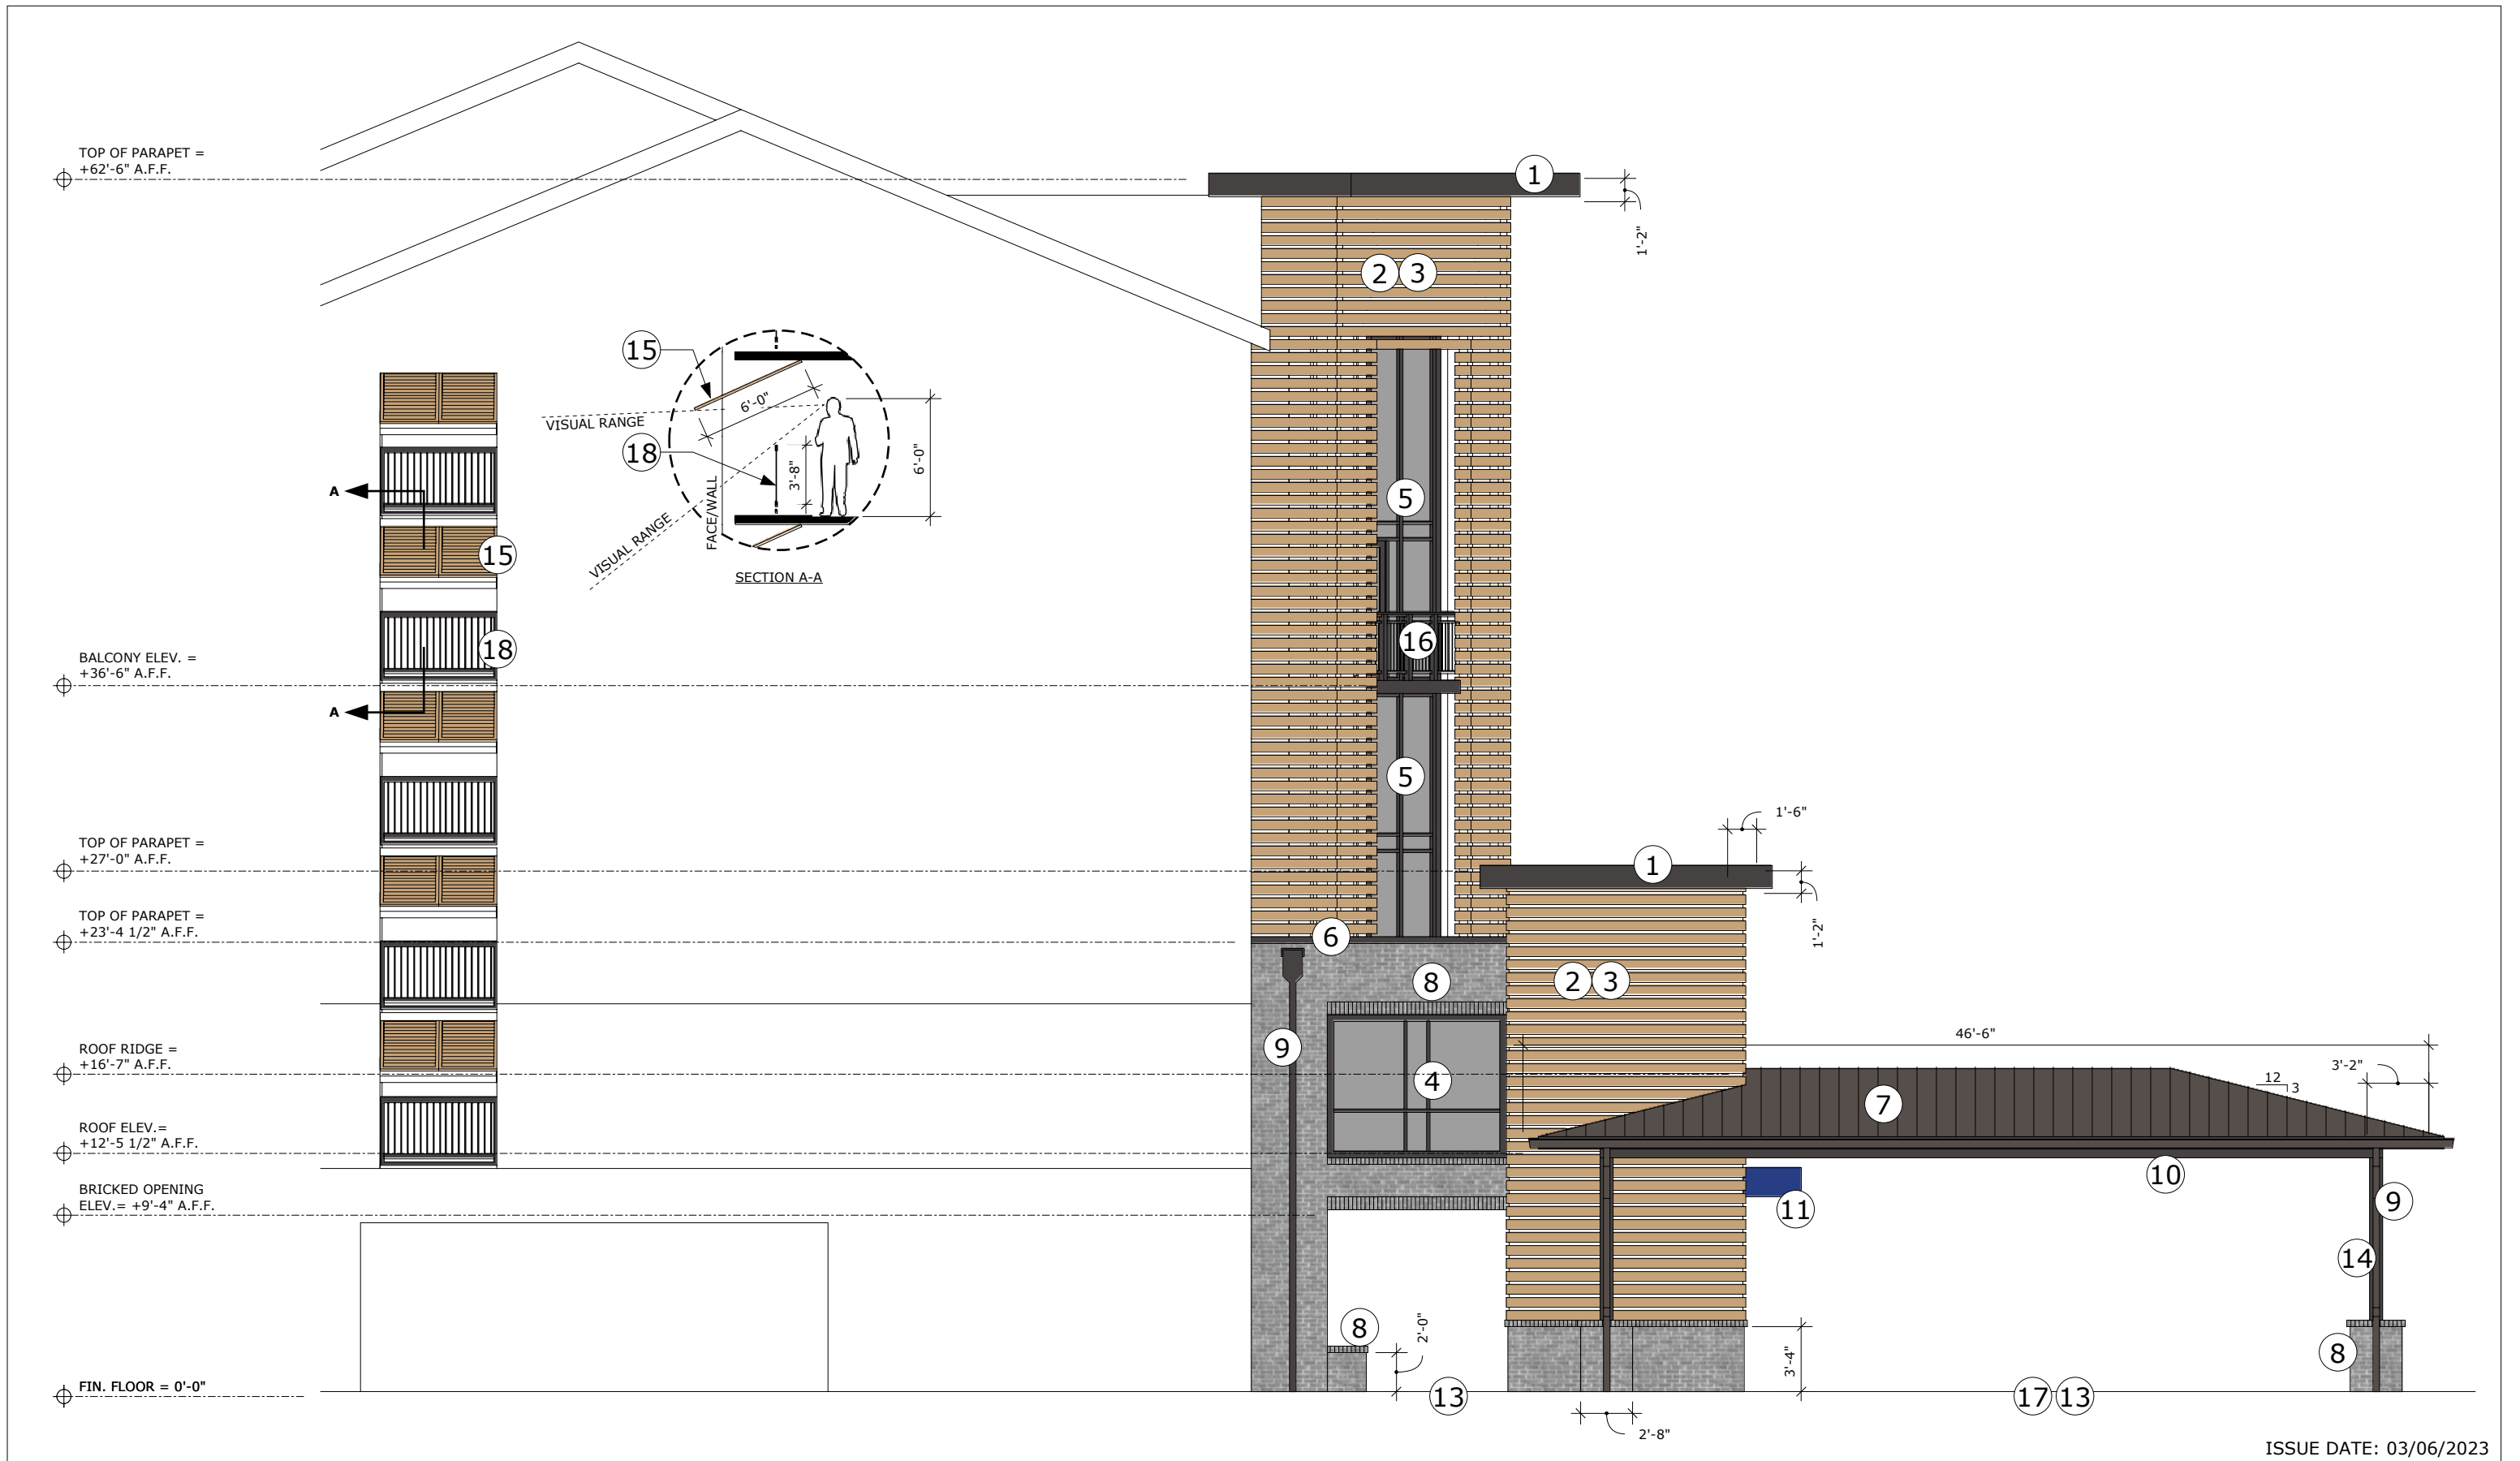 TOP OF PARAPET =
+62'-6" A.F.F.
1
1'-2"
2 3
15
6'-0"
VISUAL RANGE
18
3'-8"
6'-0"
FACE/WALL
VISUAL RANGE
SECTION A-A
A
15
5
18
16
BALCONY ELEV. =
+36'-6" A.F.F.
A
5
1'-6"
TOP OF PARAPET =
+27'-0" A.F.F.
1
1'-2"
TOP OF PARAPET =
+23'-4 1/2" A.F.F.
6
8
2 3
46'-6"
9
ROOF RIDGE =
+16'-7" A.F.F.
4
3'-2"
12
3
7
ROOF ELEV.=
+12'-5 1/2" A.F.F.
10
BRICKED OPENING
ELEV.= +9'-4" A.F.F.
11
9
14
8
2'-0"
3'-4"
8
FIN. FLOOR = 0'-0"
13
17 13
2'-8"
ISSUE DATE: 03/06/2023